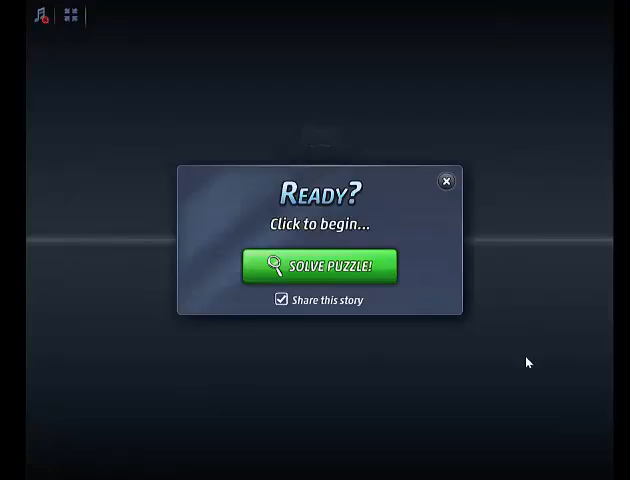 READY?
Click to begin...
SOLVE PUZZLE!
Share this story